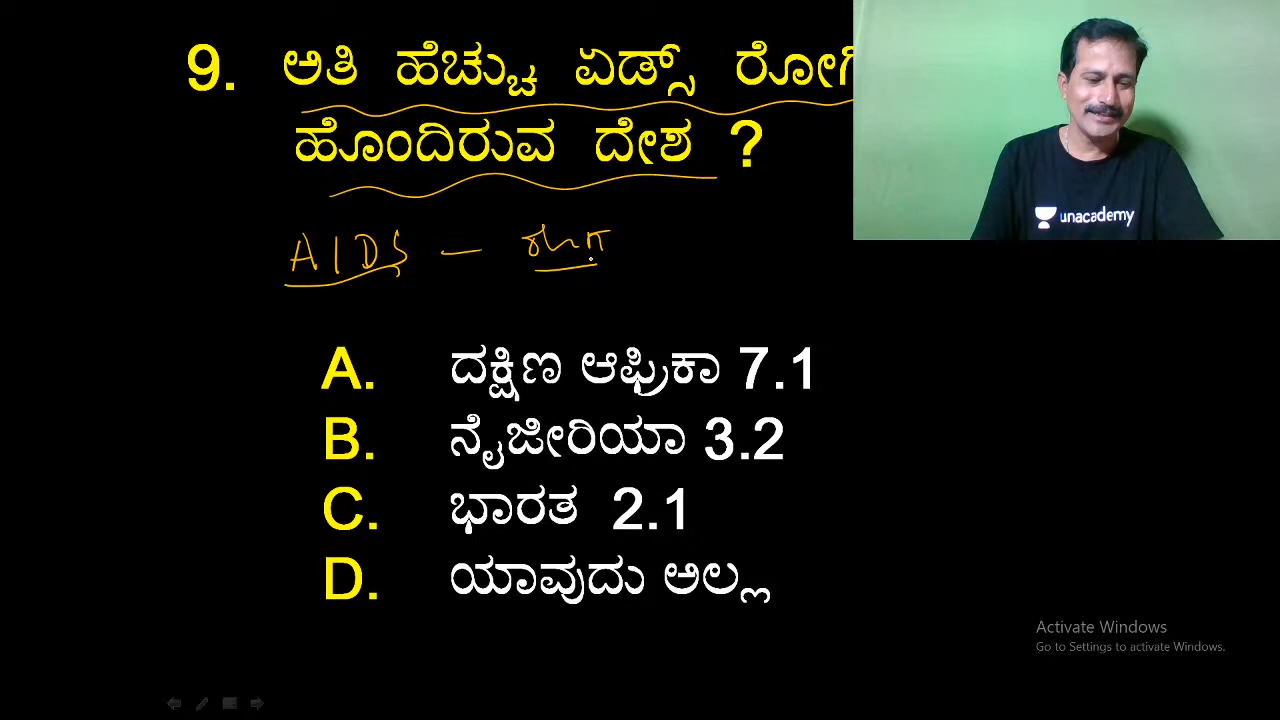 9. ಅತಿ ಹೆಚ್ಚು ಏಡ್ಸ್
ಹೊಂದಿರುವ ದೇಶ ?
unacademy
AIDS –
A. ದಕ್ಷಿಣ ಆಫ್ರಿಕಾ 7.1
B. ನೈಜೀರಿಯಾ 3.2
C. ಭಾರತ 2.1
D. ಯಾವುದು ಅಲ್ಲ
Activate Windows
Go to Settings to activate Windows.